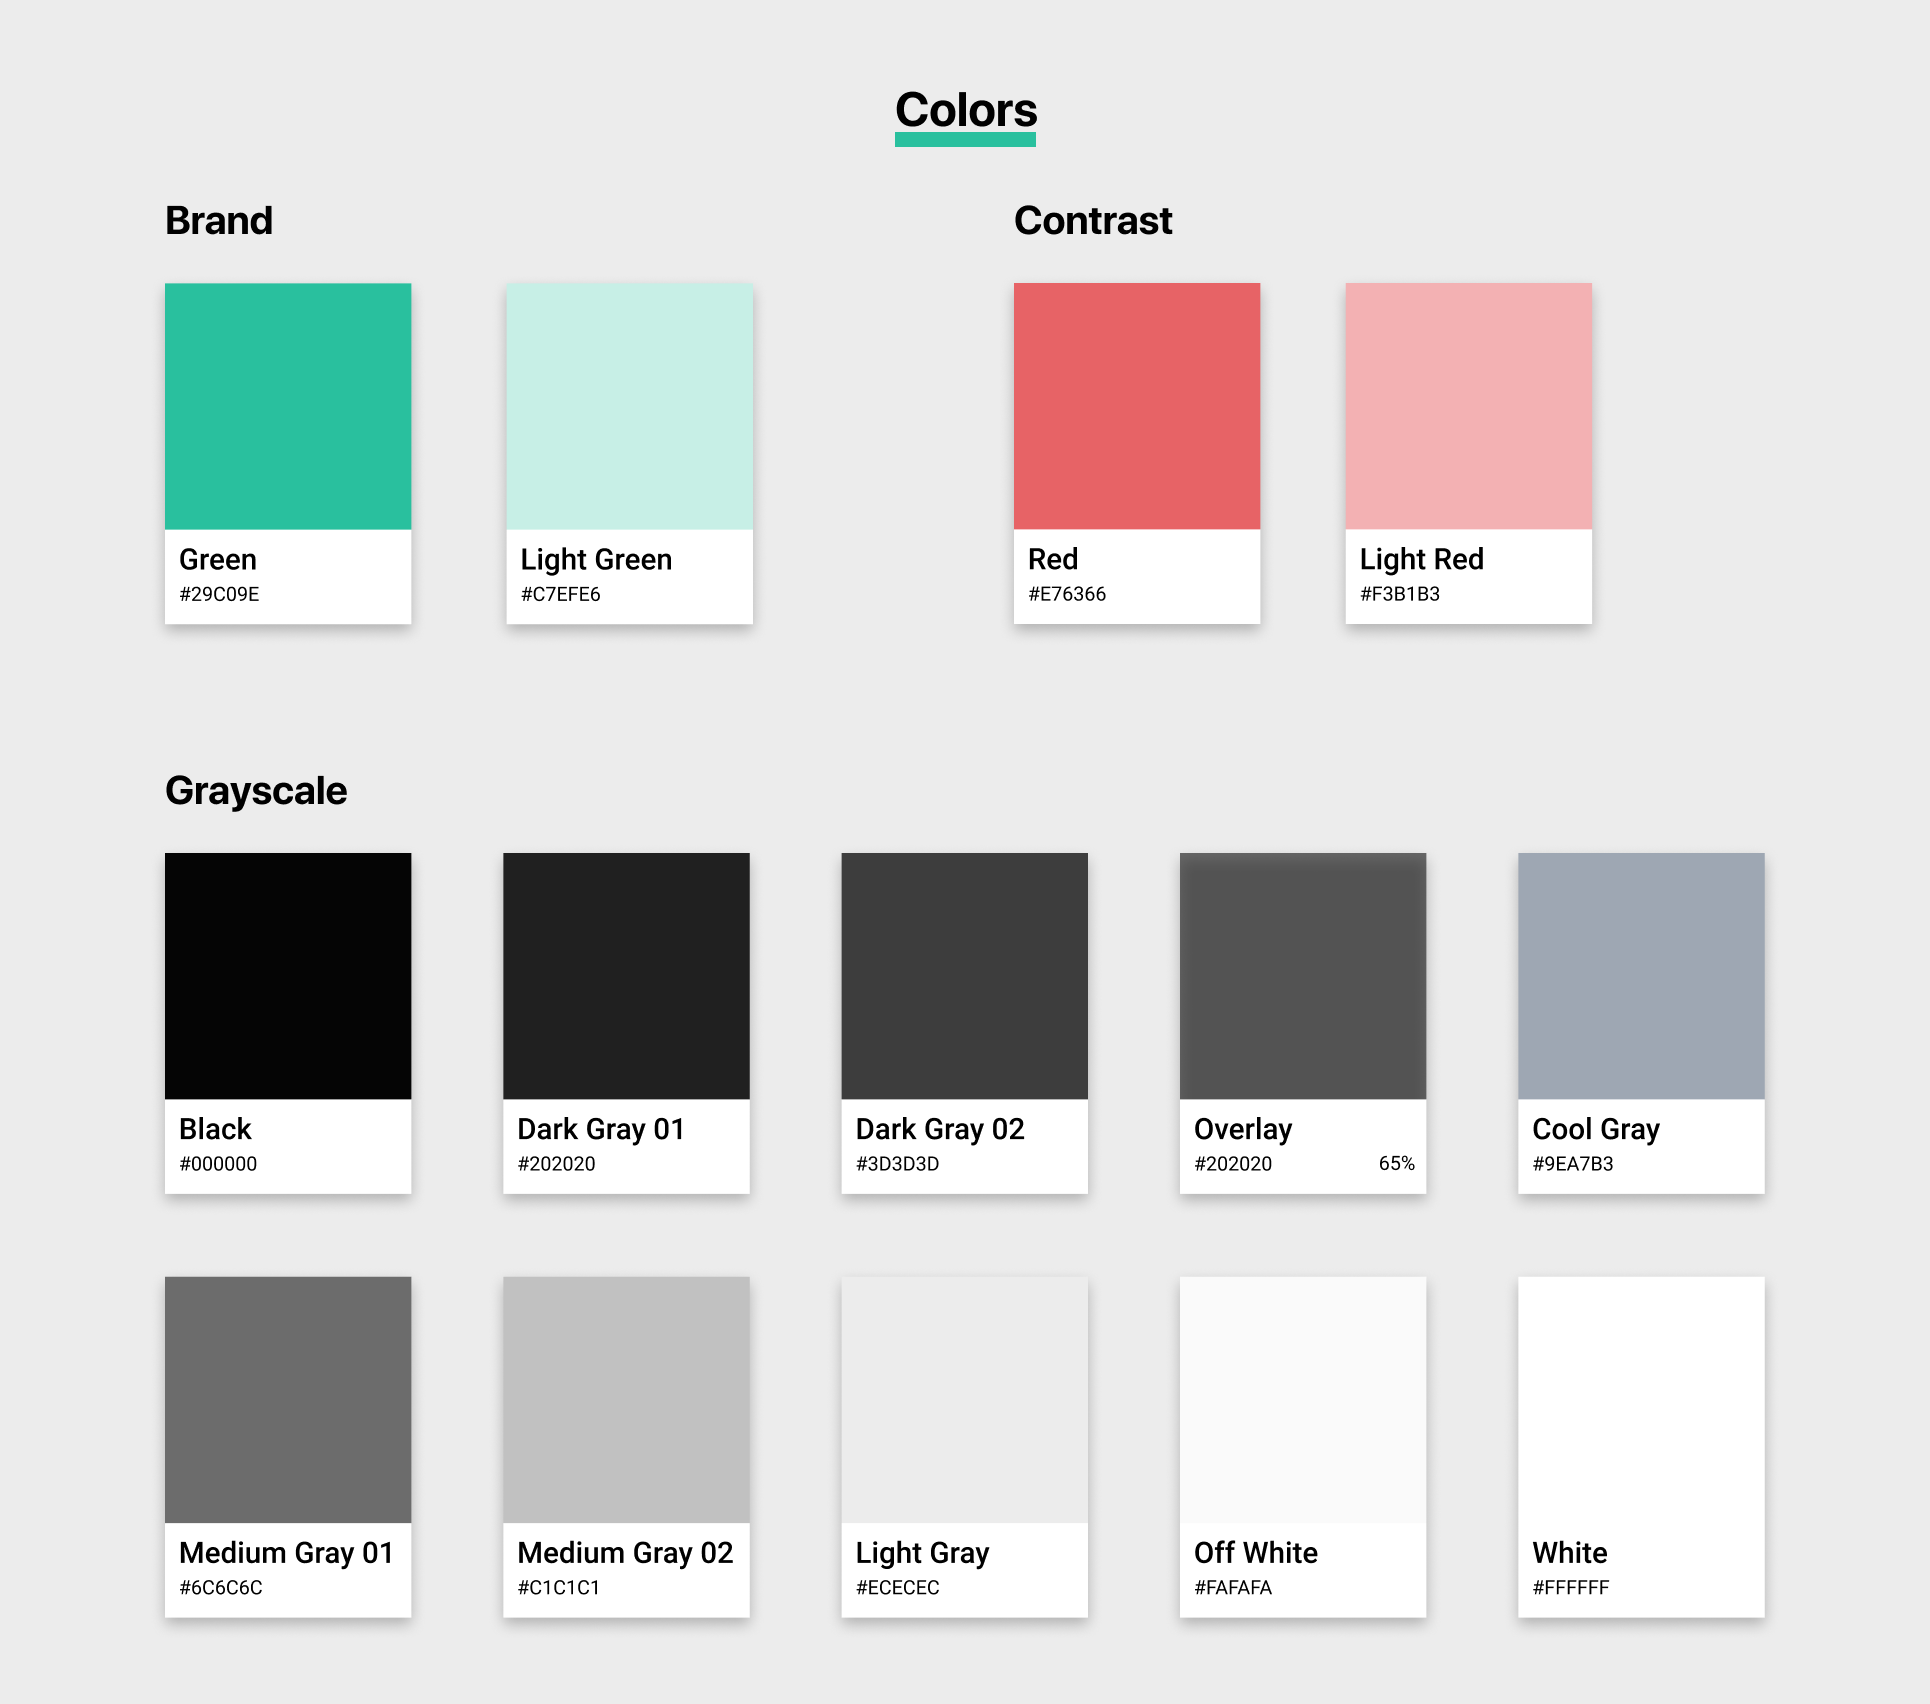 Colors
Brand
Green
#29C09E
Light Green
#C7EFE6
Contrast
Red
#E76366
Light Red
#F3B1B3
Grayscale
Black
#000000
Dark Gray 01
#202020
Dark Gray 02
#3D3D3D
Overlay
#202020 65%
Cool Gray
#9EA7B3
Medium Gray 01
#6C6C6C
Medium Gray 02
#C1C1C1
Light Gray
#ECECEC
Off White
#FAFAFA
White
#FFFFFF